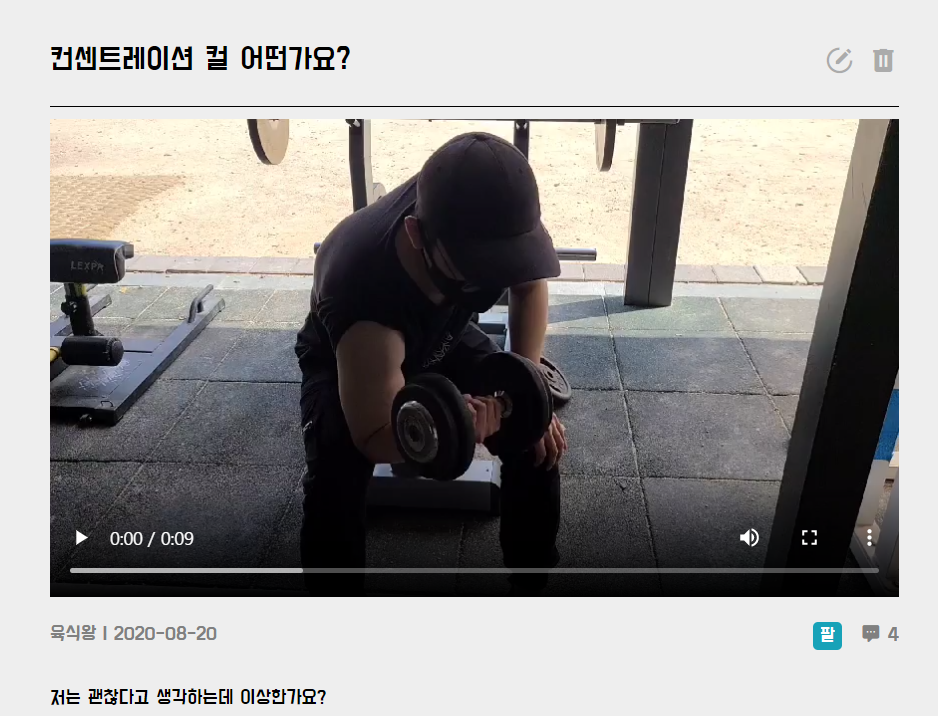 컨센트레이션 컬 어떤가요?
LEXPA
0:00 / 0:09
육식왕 | 2020-08-20
팔
4
저는 괜찮다고 생각하는데 이상한가요?